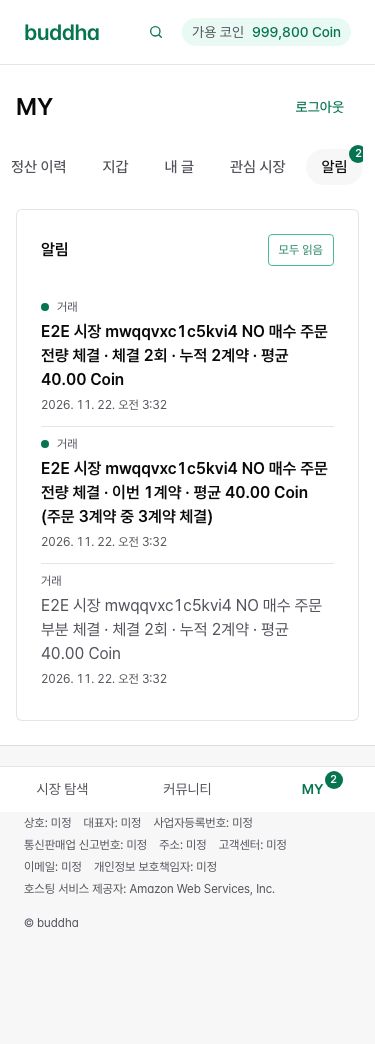 buddha
가용 코인 999,800 Coin
MY
로그아웃
정산 이력 지갑 내 글 관심 시장 알림 2
알림
모두 읽음
거래
E2E 시장 mwqqvxc1c5kvi4 NO 매수 주문
전량 체결 · 체결 2회 · 누적 2계약 · 평균
40.00 Coin
2026. 11. 22. 오전 3:32
거래
E2E 시장 mwqqvxc1c5kvi4 NO 매수 주문
전량 체결 · 이번 1계약 · 평균 40.00 Coin
(주문 3계약 중 3계약 체결)
2026. 11. 22. 오전 3:32
거래
E2E 시장 mwqqvxc1c5kvi4 NO 매수 주문
부분 체결 · 체결 2회 · 누적 2계약 · 평균
40.00 Coin
2026. 11. 22. 오전 3:32
시장 탐색 커뮤니티 MY 2
상호: 미정 대표자: 미정 사업자등록번호: 미정
통신판매업 신고번호: 미정 주소: 미정 고객센터: 미정
이메일: 미정 개인정보 보호책임자: 미정
호스팅 서비스 제공자: Amazon Web Services, Inc.
© buddha